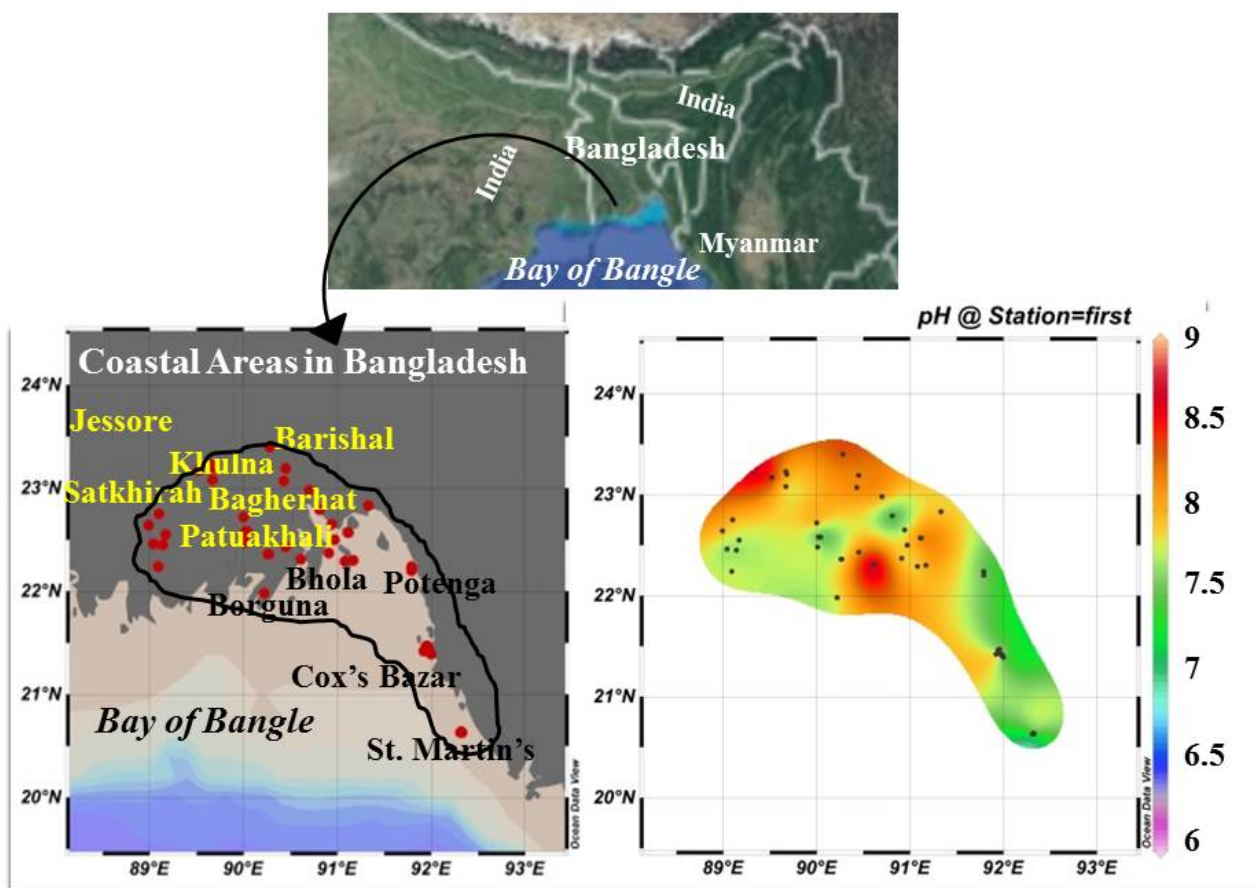 India
Bangladesh
India
Myanmar
Bay of Bangle
Coastal Areas in Bangladesh
24°N
Jessore
Barishal
Khulna
23°N
Satkhirah
Bagherhat
Patuakhali
22°N
Bhola
Potenga
Borguna
Cox's Bazar
21°N
Bay of Bangle
St. Martin's
20°N
Ocean Data View
89°E 90°E 91°E 92°E 93°E
pH @ Station=first
24°N
23°N
22°N
21°N
20°N
89°E 90°E 91°E 92°E 93°E
Ocean Data View
9
8.5
8
7.5
7
6.5
6